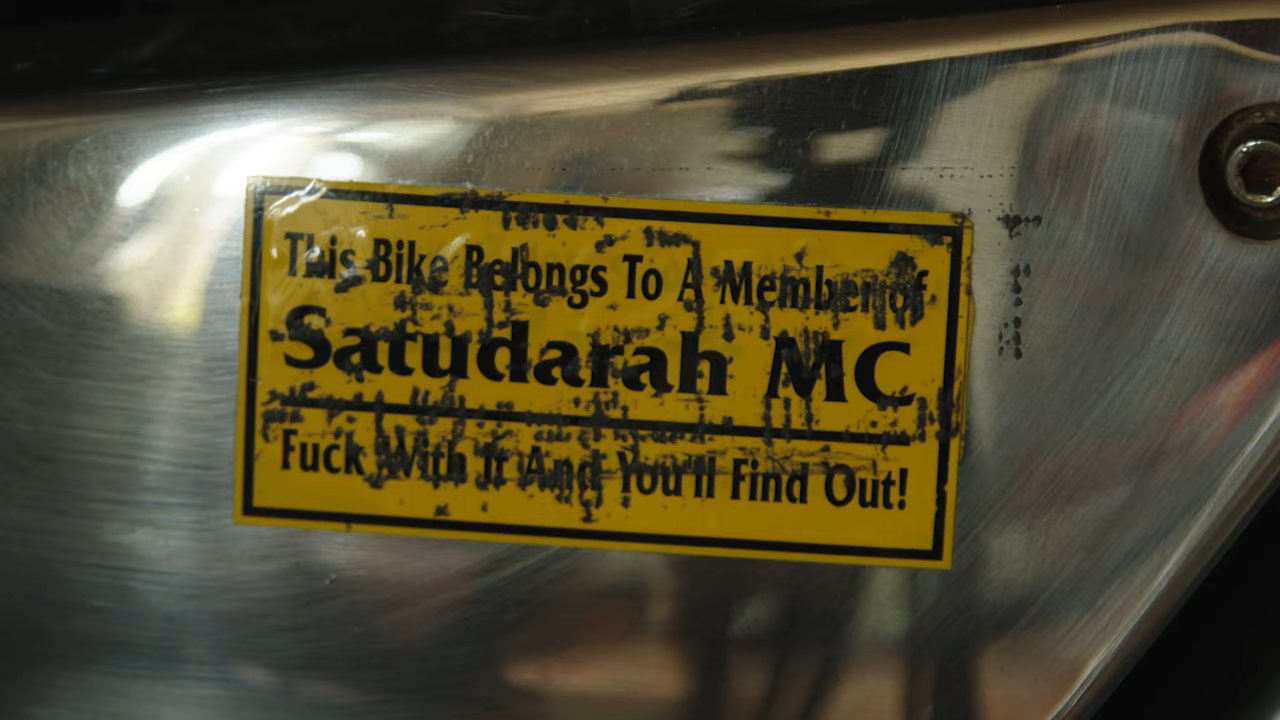 This Bike Belongs To A Member of
Satudarah MC
Fuck With It And You'll Find Out!